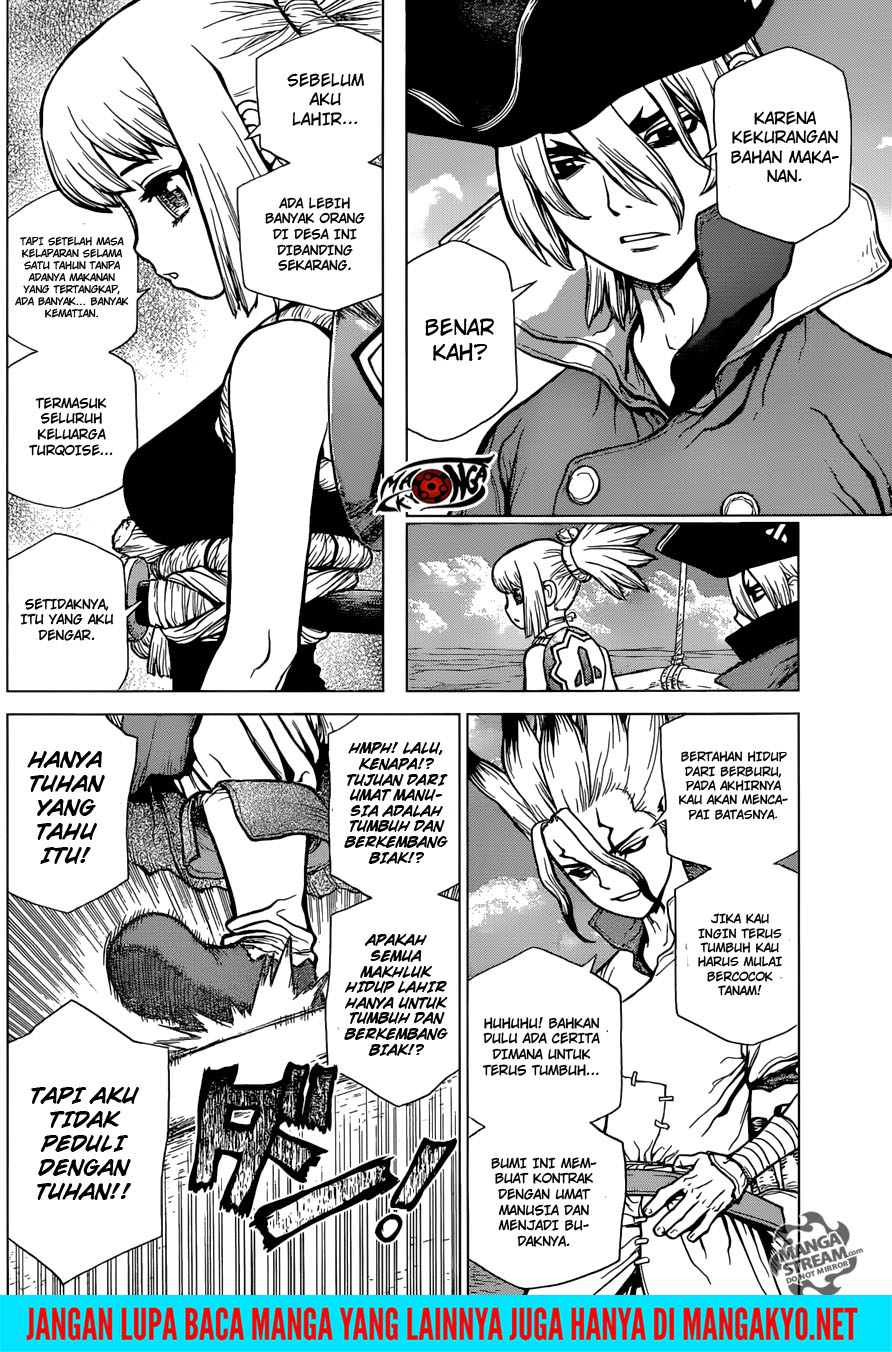 KARENA
KEKURANGAN
BAHAN MAKA-
NAN.
BENAR
KAH?
SEBELUM
AKU
LAHIR...
ADA LEBIH
BANYAK ORANG
DI DESA INI
DIBANDING
SEKARANG.
TAPI SETELAH MASA
KELAPARAN SELAMA
SATU TAHUN TANPA
ADANYA MAKANAN
YANG TERTANGKAP,
ADA BANYAK... BANYAK
KEMATIAN.
TERMASUK
SELURUH
KELUARGA
TURQOISE...
SETIDAKNYA,
ITU YANG AKU
DENGAR.
MANGA
KYO
BERTAHAN HIDUP
DARI BERBURU,
PADA AKHIRNYA
KAU AKAN MENCA-
PAI BATASNYA.
JIKA KAU
INGIN TERUS
TUMBUH KAU
HARUS MULAI
BERCOCOK
TANAM!
HUHUHU! BAHKAN
DULU ADA CERITA
DIMANA UNTUK
TERUS TUMBUH...
BUMI INI MEM-
BUAT KONTRAK
DENGAN UMAT
MANUSIA DAN
MENJADI BU-
DAKNYA.
HMPH! LALU,
KENAPA!?
TUJUAN DARI
UMAT MANU-
SIA ADALAH
TUMBUH DAN
BERKEMBANG
BIAK!?
APAKAH
SEMUA
MAKHLUK
HIDUP LAHIR
HANYA UNTUK
TUMBUH DAN
BERKEMBANG
BIAK!?
HANYA
TUHAN
YANG
TAHU
ITU!
TAPI AKU
TIDAK
PEDULI
DENGAN
TUHAN!!
MANGA
STREAM.com
DO NOT MIRROR
JANGAN LUPA BACA MANGA YANG LAINNYA JUGA HANYA DI MANGAKYO.NET